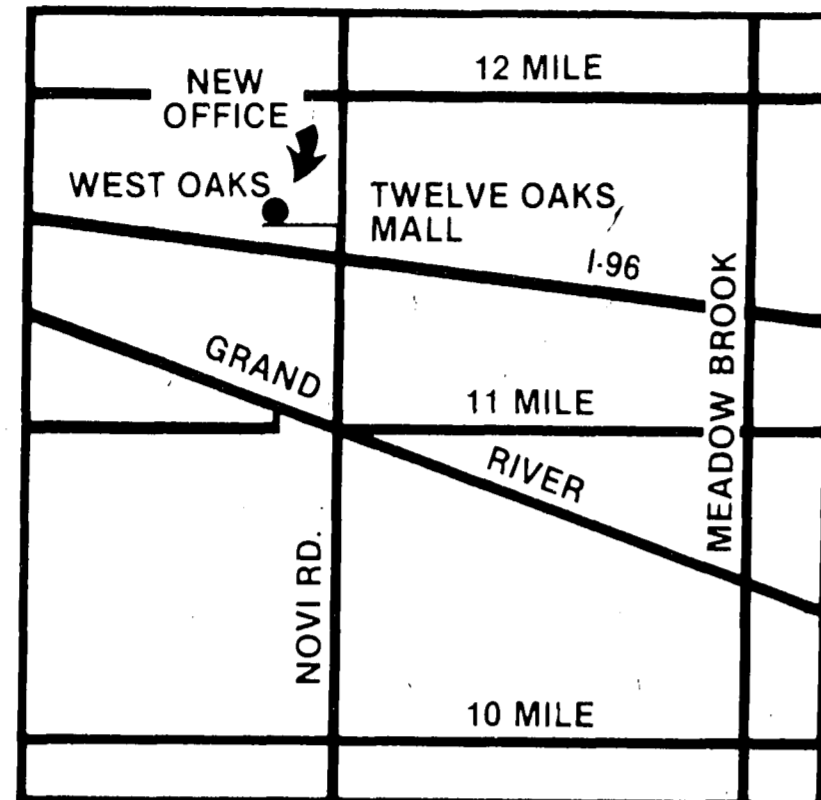 12 MILE
NEW
OFFICE
WEST OAKS
TWELVE OAKS
MALL
I-96
MEADOW BROOK
GRAND
11 MILE
RIVER
NOVI RD.
10 MILE